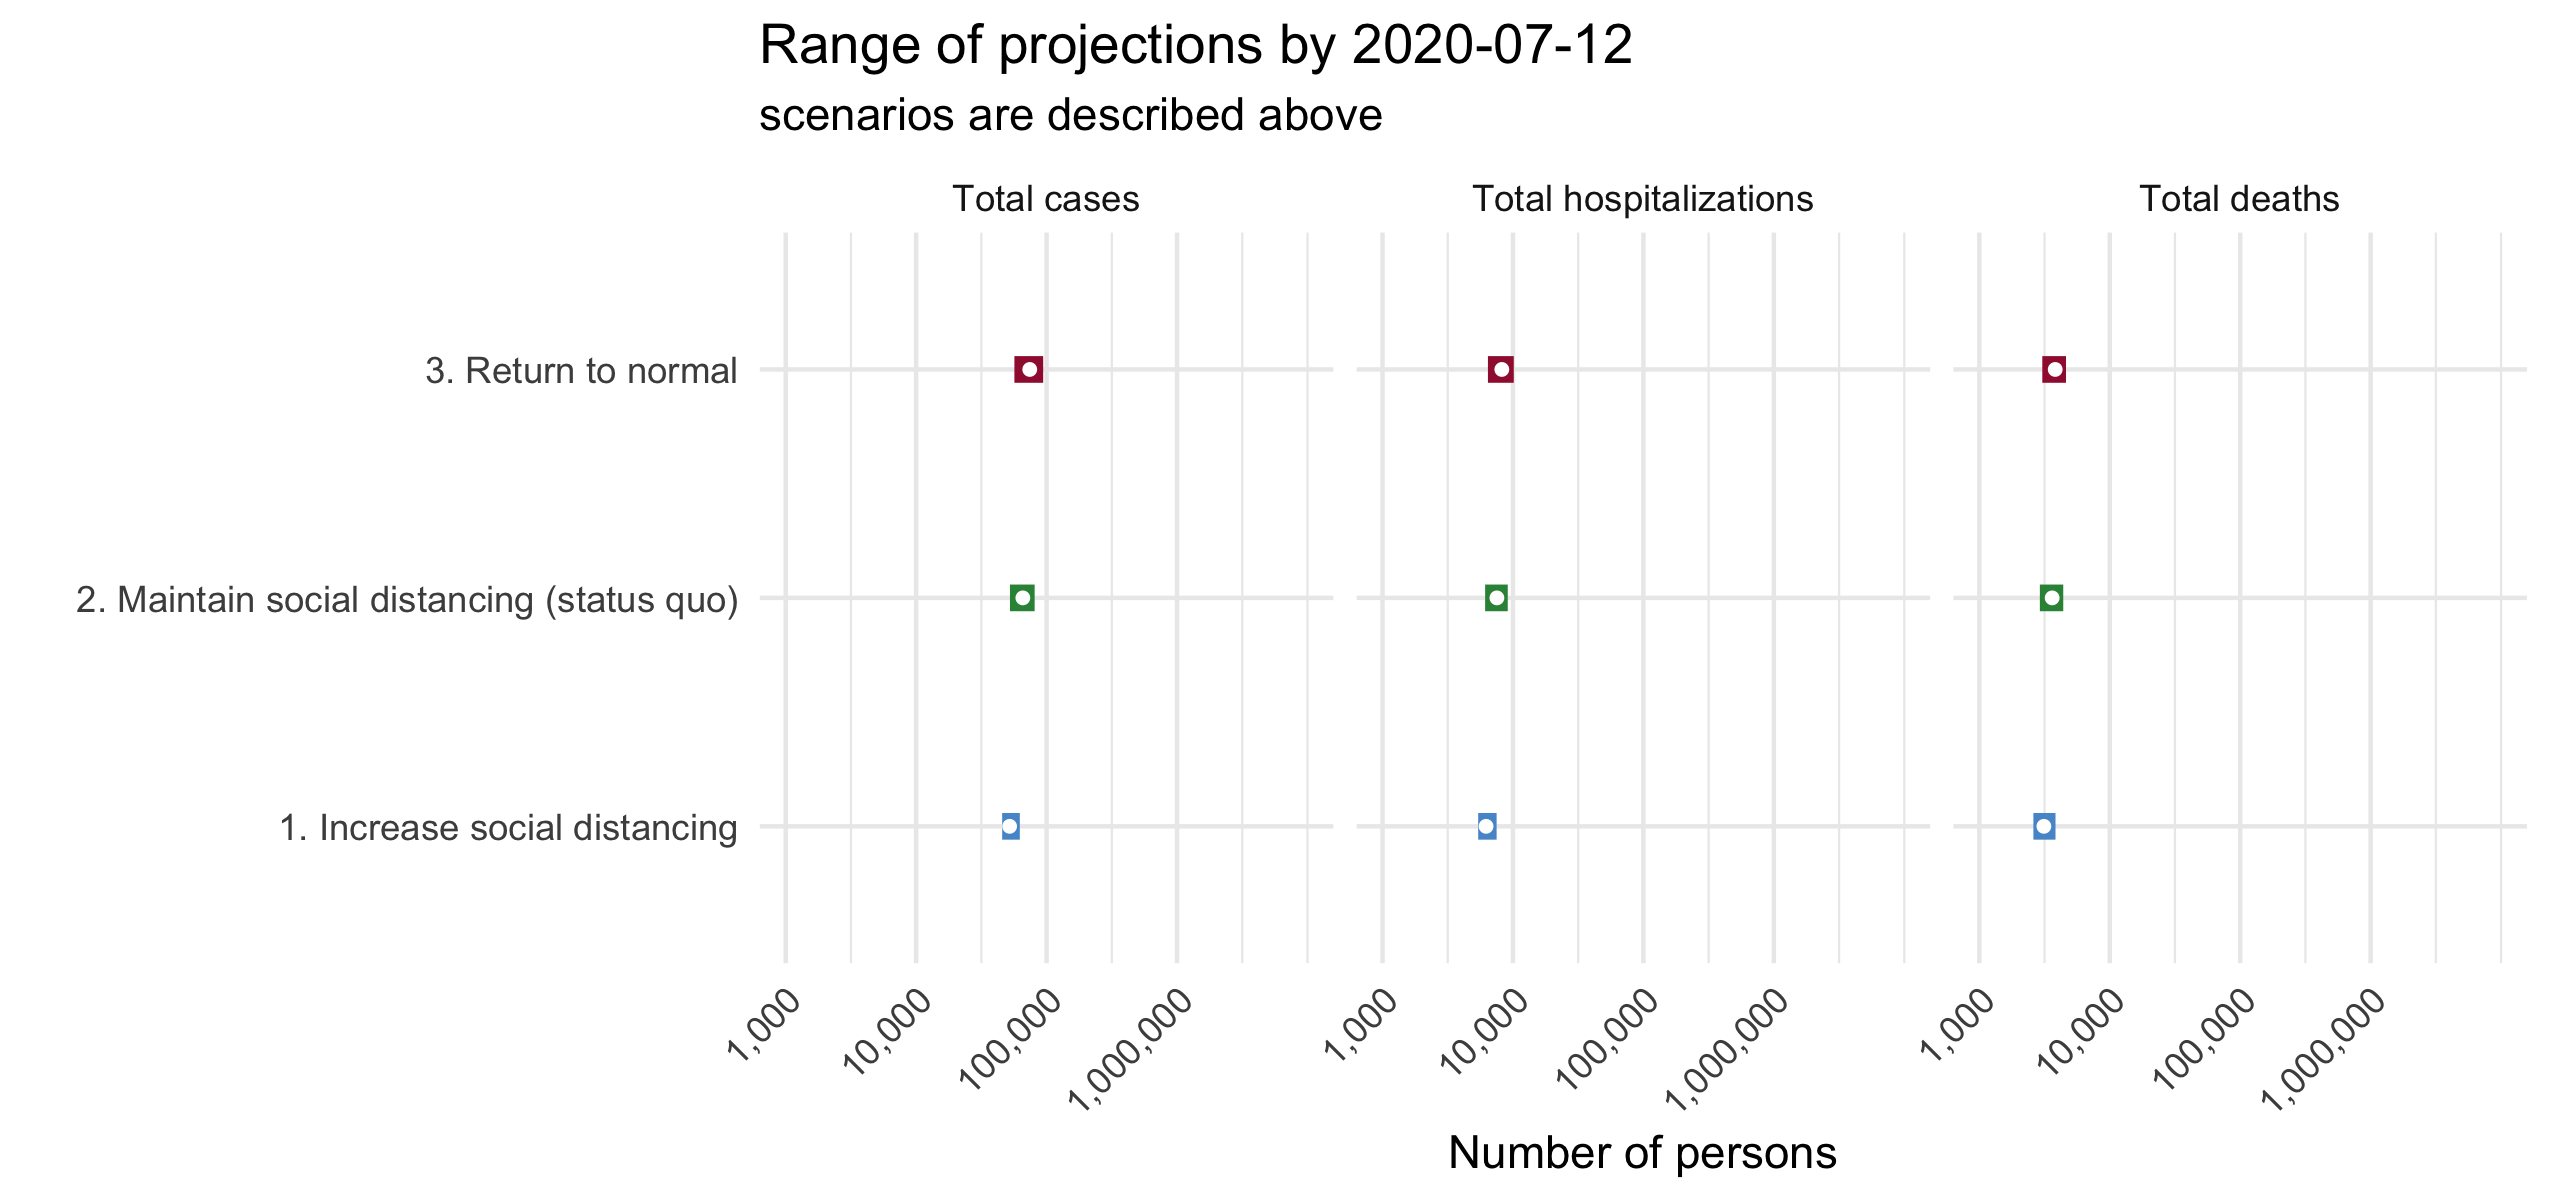 Range of projections by 2020-07-12
scenarios are described above
Total cases
Total hospitalizations
Total deaths
3. Return to normal
2. Maintain social distancing (status quo)
1. Increase social distancing
1,000
10,000
100,000
1,000,000
1,000
10,000
100,000
1,000,000
1,000
10,000
100,000
1,000,000
Number of persons